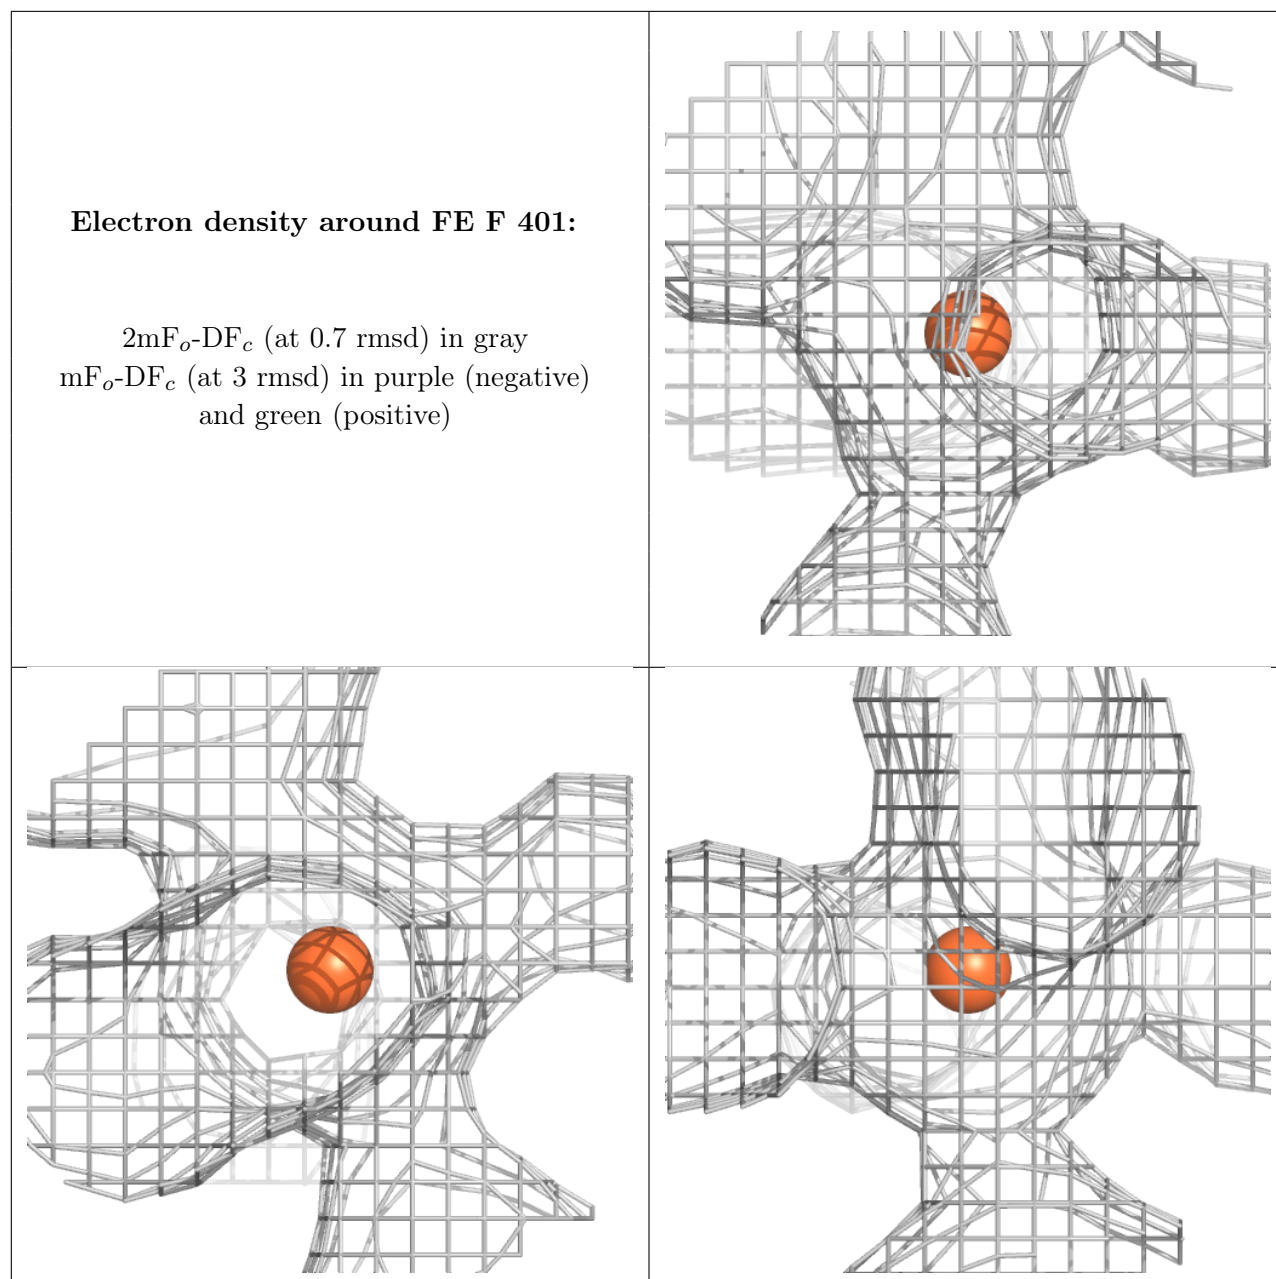 Electron density around FE F 401:
2mFo-DFc (at 0.7 rmsd) in gray
mFo-DFc (at 3 rmsd) in purple (negative)
and green (positive)